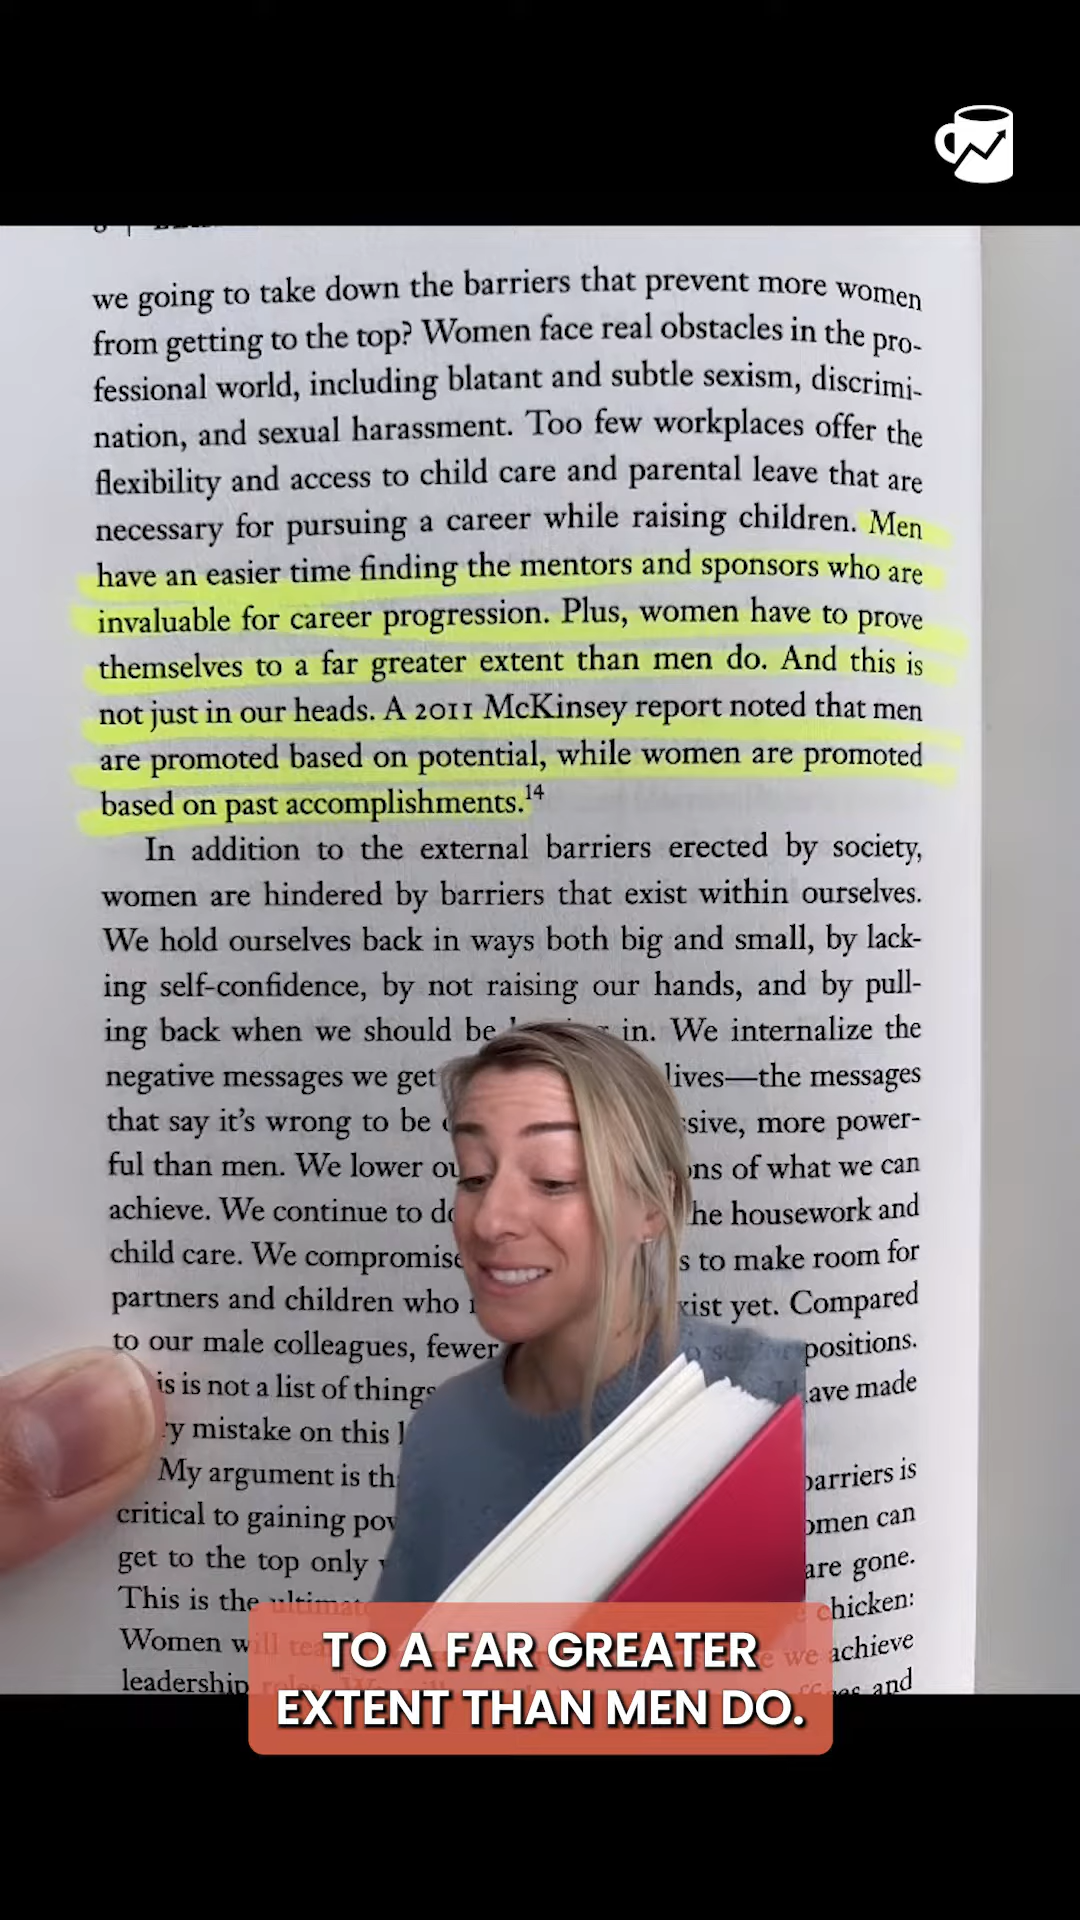 we going to take down the barriers that prevent more women
from getting to the top? Women face real obstacles in the pro-
fessional world, including blatant and subtle sexism, discrimi-
nation, and sexual harassment. Too few workplaces offer the
flexibility and access to child care and parental leave that are
necessary for pursuing a career while raising children. Men
have an easier time finding the mentors and sponsors who are
invaluable for career progression. Plus, women have to prove
themselves to a far greater extent than men do. And this is
not just in our heads. A 2011 McKinsey report noted that men
are promoted based on potential, while women are promoted
based on past accomplishments.14
In addition to the external barriers erected by society,
women are hindered by barriers that exist within ourselves.
We hold ourselves back in ways both big and small, by lack-
ing self-confidence, by not raising our hands, and by pull-
ing back when we should be in. We internalize the
negative messages we get lives—the messages
that say it's wrong to be more power-
ful than men. We lower of what we can
achieve. We continue to housework and
child care. We compromise to make room for
partners and children who yet. Compared
to our male colleagues, fewer positions.
is not a list of things made
mistake on this
My argument is barriers is
critical to gaining can
get to the top only are gone.
This is the ultimate chicken:
Women will we achieve
leadership and
TO A FAR GREATER
EXTENT THAN MEN DO.